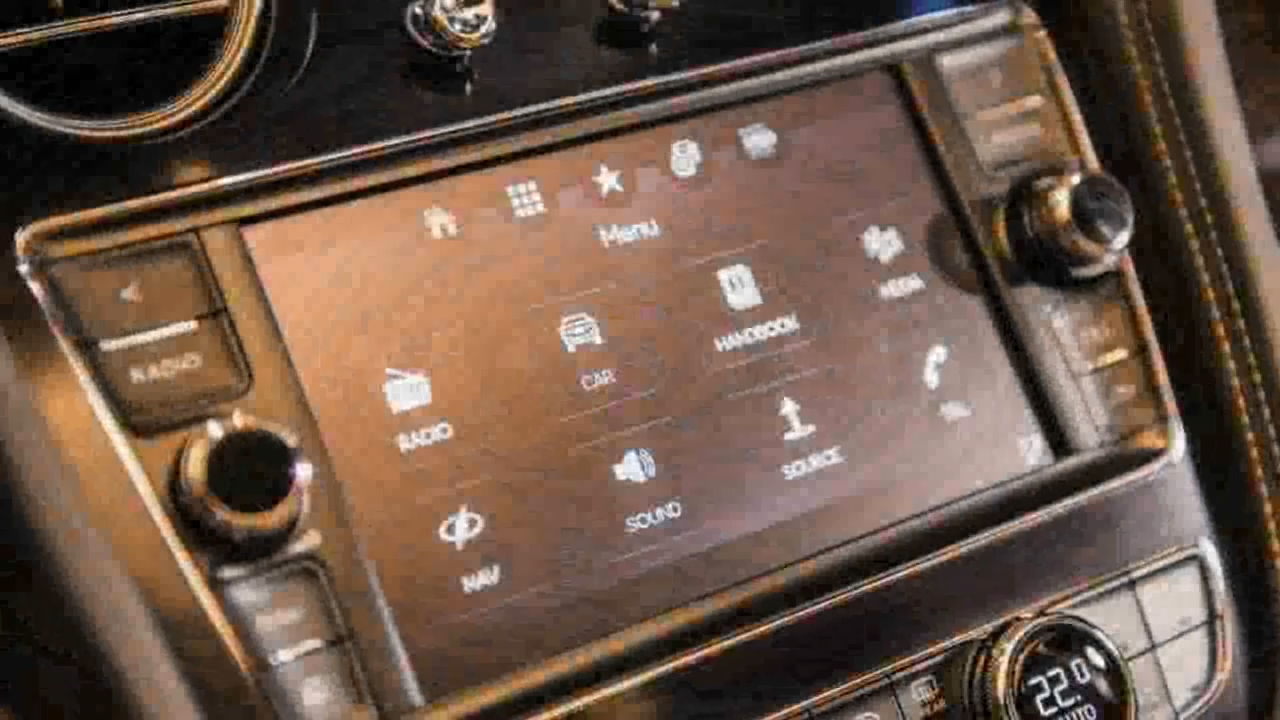 Menu
RADIO
CAR
HANDBOOK
MEDIA
NAV
SOUND
SOURCE
RADIO
22.0
AUTO